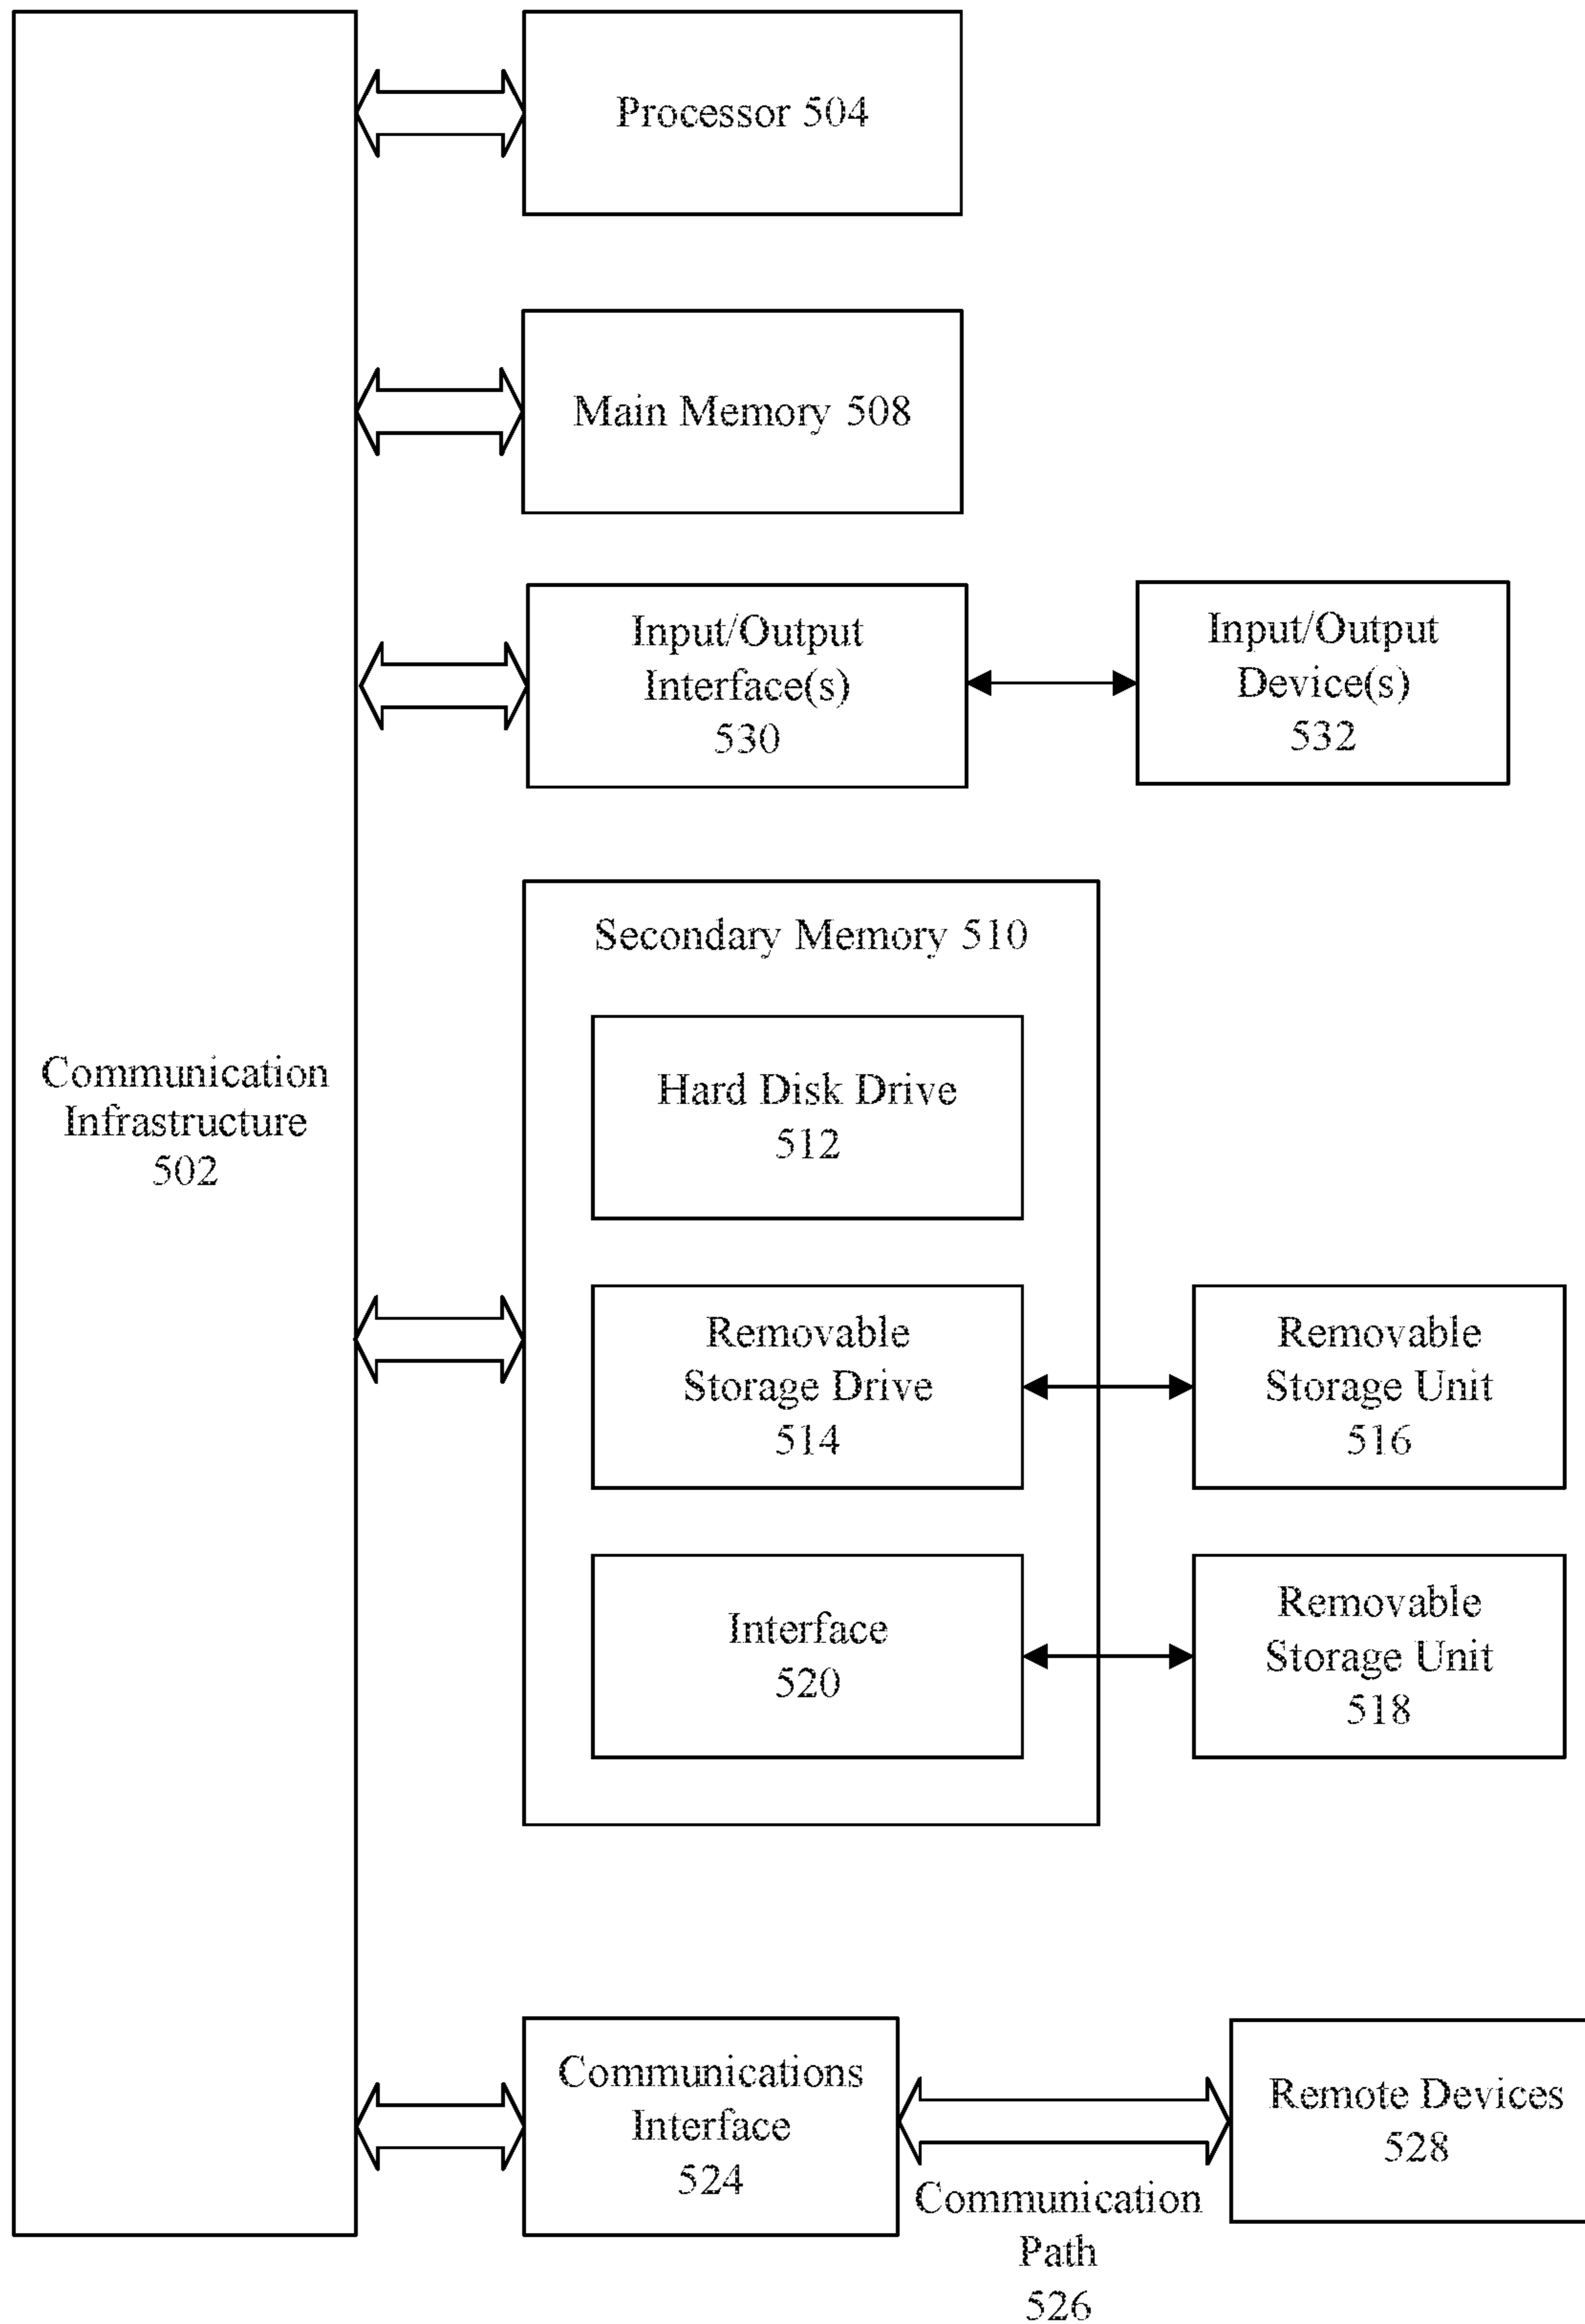 Processor 504
Main Memory 508
Input/Output
Interface(s)
530
Input/Output
Device(s)
532
Secondary Memory 510
Hard Disk Drive
512
Communication
Infrastructure
502
Removable
Storage Drive
514
Removable
Storage Unit
516
Interface
520
Removable
Storage Unit
518
Communications
Interface
524
Communication
Path
526
Remote Devices
528